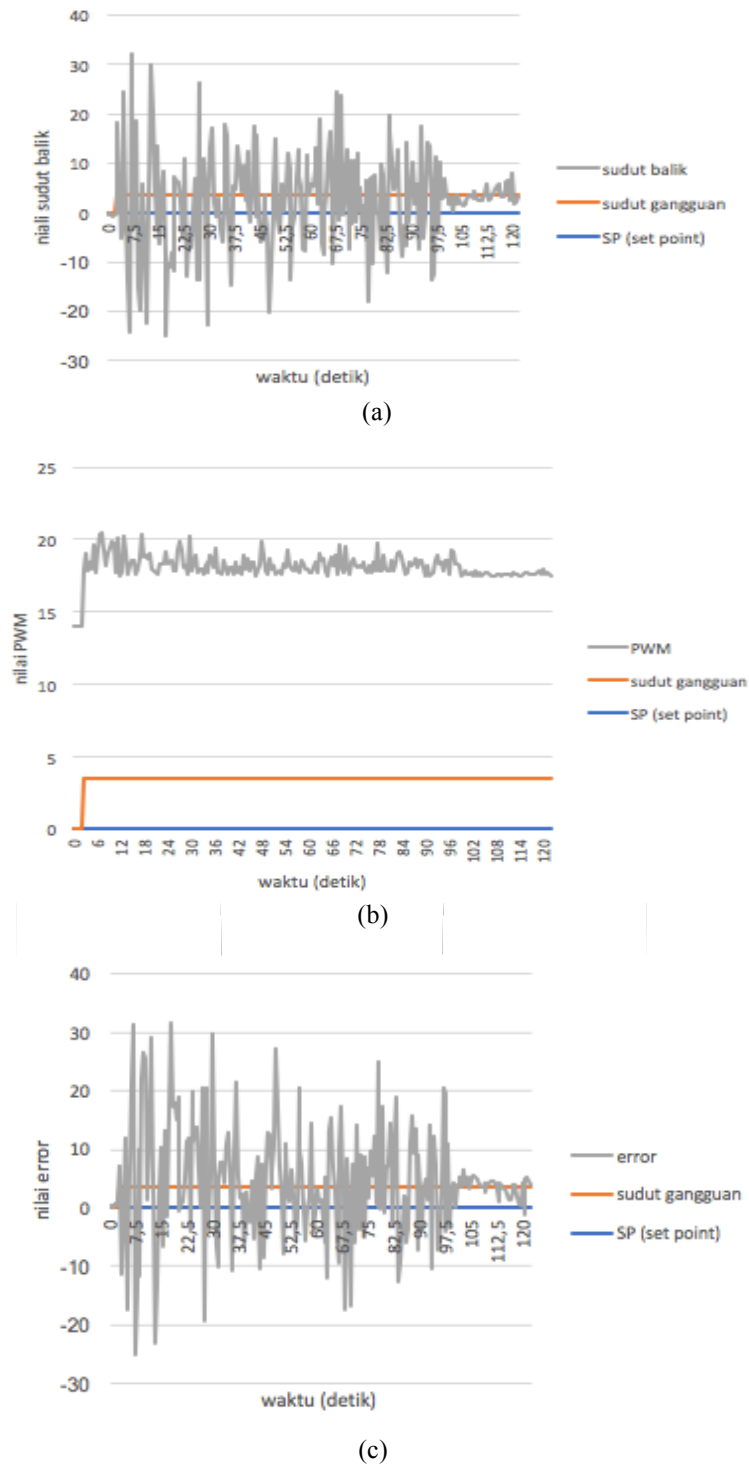 40
30
20
10
0
-10
-20
-30
niali sudut balik
0 7,5 15 22,5 30 37,5 45 52,5 60 67,5 75 82,5 90 97,5 105 112,5 120
waktu (detik)
sudut balik
sudut gangguan
SP (set point)
(a)
25
20
15
10
5
0
nilai PWM
0 6 12 18 24 30 36 42 48 54 60 66 72 78 84 90 96 102 108 114 120
waktu (detik)
PWM
sudut gangguan
SP (set point)
(b)
40
30
20
10
0
-10
-20
-30
nilai error
0 7,5 15 22,5 30 37,5 45 52,5 60 67,5 75 82,5 90 97,5 105 112,5 120
waktu (detik)
error
sudut gangguan
SP (set point)
(c)